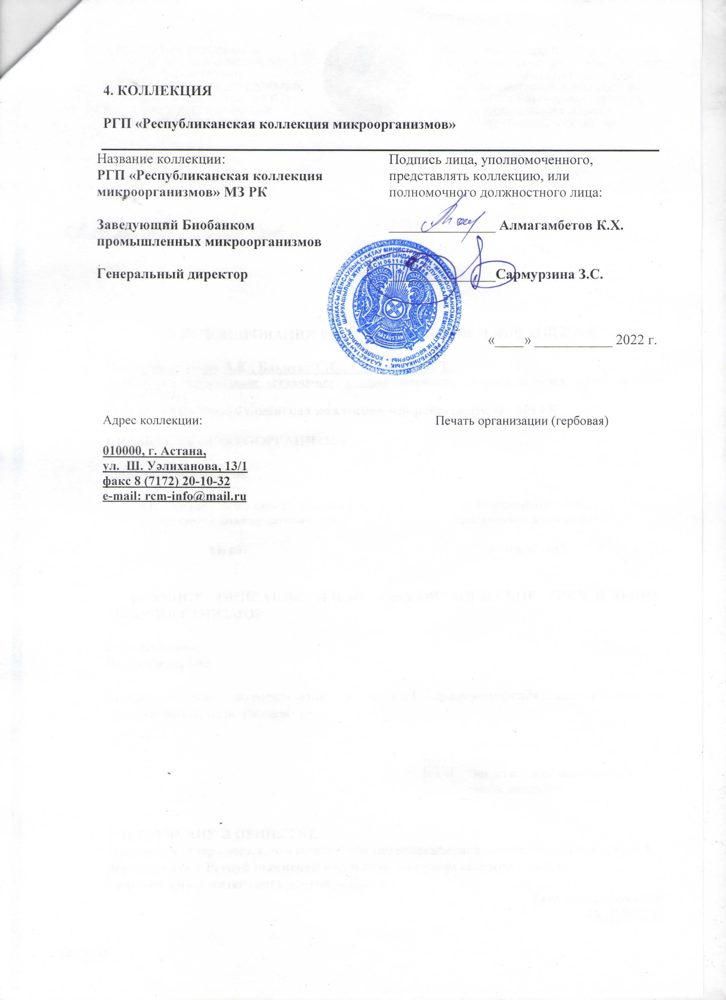 4. КОЛЛЕКЦИЯ
РГП «Республиканская коллекция микроорганизмов»
Название коллекции:
РГП «Республиканская коллекция
микроорганизмов» МЗ РК
Подпись лица, уполномоченного,
представлять коллекцию, или
полномочного должностного лица:
Заведующий Биобанком
промышленных микроорганизмов
_______________ Алмагамбетов К.Х.
Генеральный директор
_______________Сармурзина З.С.
QAZAQSTAN
«____» ___________ 2022 г.
Адрес коллекции:
Печать организации (гербовая)
010000, г. Астана,
ул. Ш. Уәлиханова, 13/1
факс 8 (7172) 20-10-32
e-mail: rcm-info@mail.ru